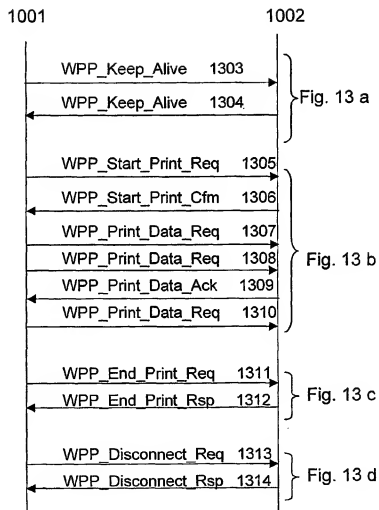 1001 1002
WPP_Keep_Alive 1303
WPP_Keep_Alive 1304
Fig. 13 a
WPP_Start_Print_Req 1305
WPP_Start_Print_Cfm 1306
WPP_Print_Data_Req 1307
WPP_Print_Data_Req 1308
Fig. 13 b
WPP_Print_Data_Ack 1309
WPP_Print_Data_Req 1310
WPP_End_Print_Req 1311
Fig. 13 c
WPP_End_Print_Rsp 1312
WPP_Disconnect_Req 1313
Fig. 13 d
WPP_Disconnect_Rsp 1314